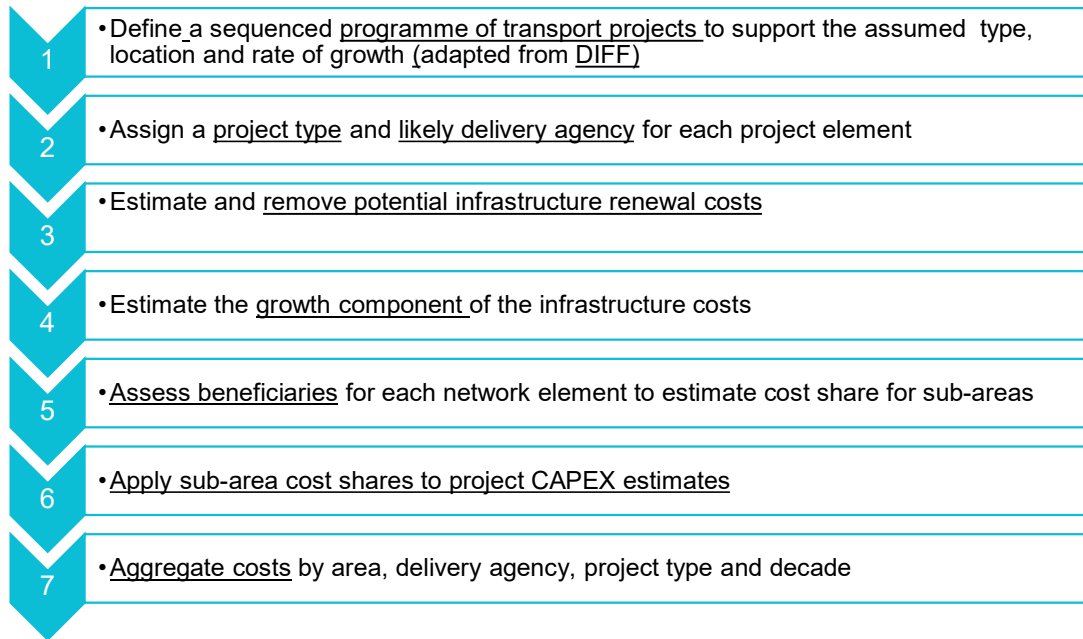 1
•Define a sequenced programme of transport projects to support the assumed  type,
location and rate of growth (adapted from DIFF)
2
•Assign a project type and likely delivery agency for each project element
3
•Estimate and remove potential infrastructure renewal costs
4
•Estimate the growth component of the infrastructure costs
5
•Assess beneficiaries for each network element to estimate cost share for sub-areas
6
•Apply sub-area cost shares to project CAPEX estimates
7
•Aggregate costs by area, delivery agency, project type and decade